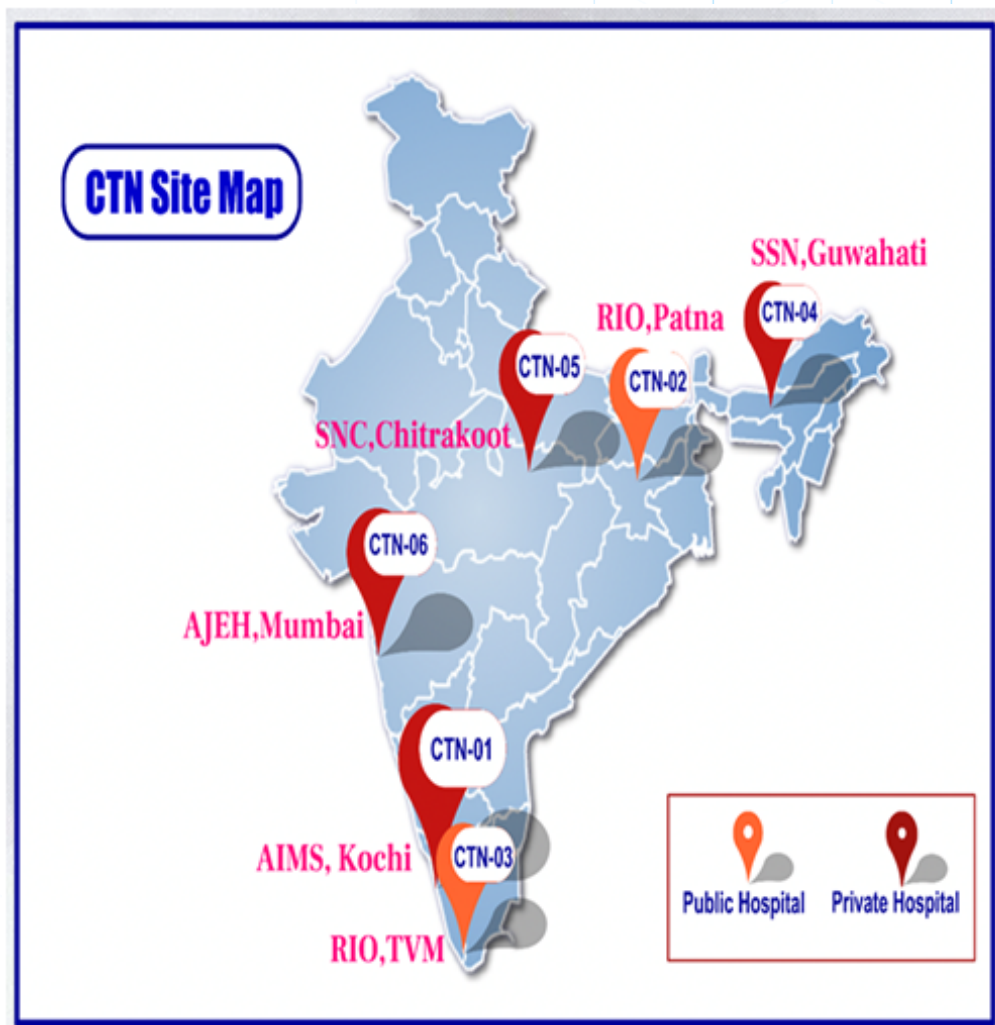 CTN Site Map
SSN,Guwahati
CTN-04
RIO,Patna
CTN-05
CTN-02
SNC,Chitrakoot
CTN-06
AJEH,Mumbai
CTN-01
AIMS, Kochi
CTN-03
RIO,TVM
Public Hospital
Private Hospital